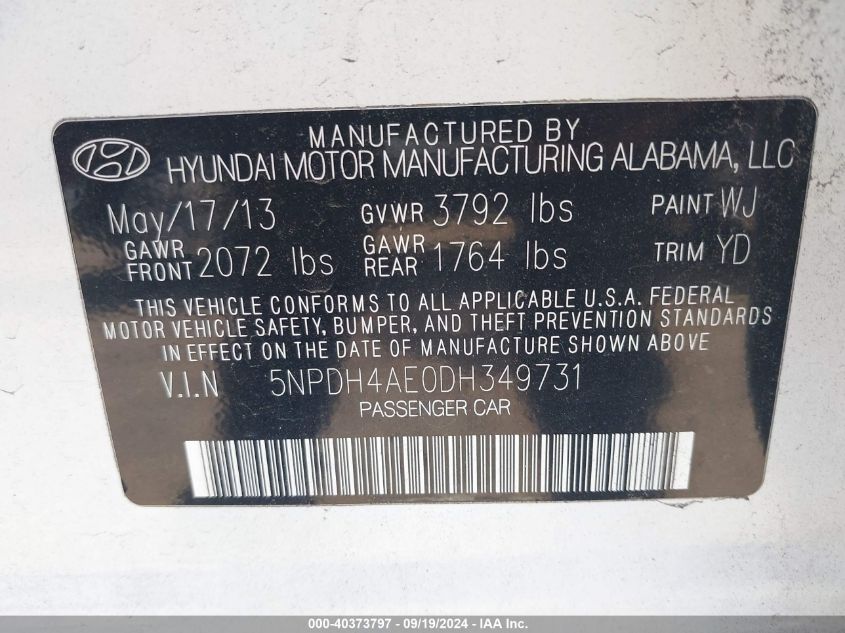 MANUFACTURED BY
HYUNDAI MOTOR MANUFACTURING ALABAMA, LLC
May/17/13 GVWR 3792 lbs PAINT WJ
GAWR FRONT 2072 lbs GAWR REAR 1764 lbs TRIM YD
THIS VEHICLE CONFORMS TO ALL APPLICABLE U.S.A. FEDERAL
MOTOR VEHICLE SAFETY, BUMPER, AND THEFT PREVENTION STANDARDS
IN EFFECT ON THE DATE OF MANUFACTURE SHOWN ABOVE
V.I.N 5NPDH4AE0DH349731
PASSENGER CAR
000-40373797 - 09/19/2024 - IAA Inc.